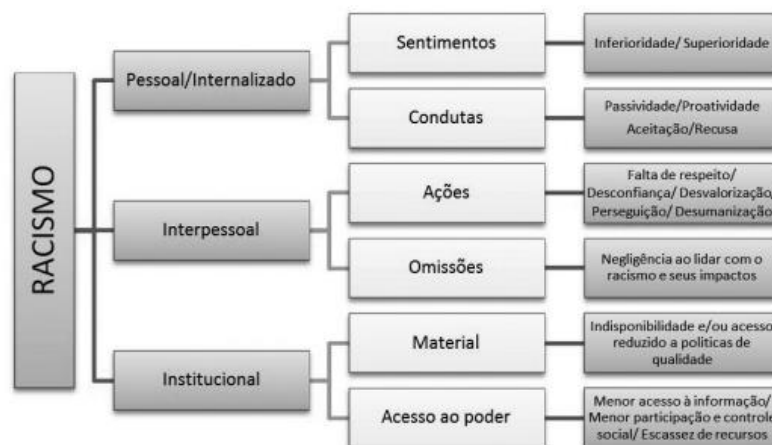 RACISMO
Pessoal/Internalizado
Sentimentos
Inferioridade/ Superioridade
Condutas
Passividade/Proatividade
Aceitação/Recusa
Interpessoal
Ações
Falta de respeito/
Desconfiança/ Desvalorização/
Perseguição/ Desumanização
Omissões
Negligência ao lidar com o
racismo e seus impactos
Institucional
Material
Indisponibilidade e/ou acesso
reduzido a políticas de
qualidade
Acesso ao poder
Menor acesso à informação/
Menor participação e controle
social/ Escassez de recursos